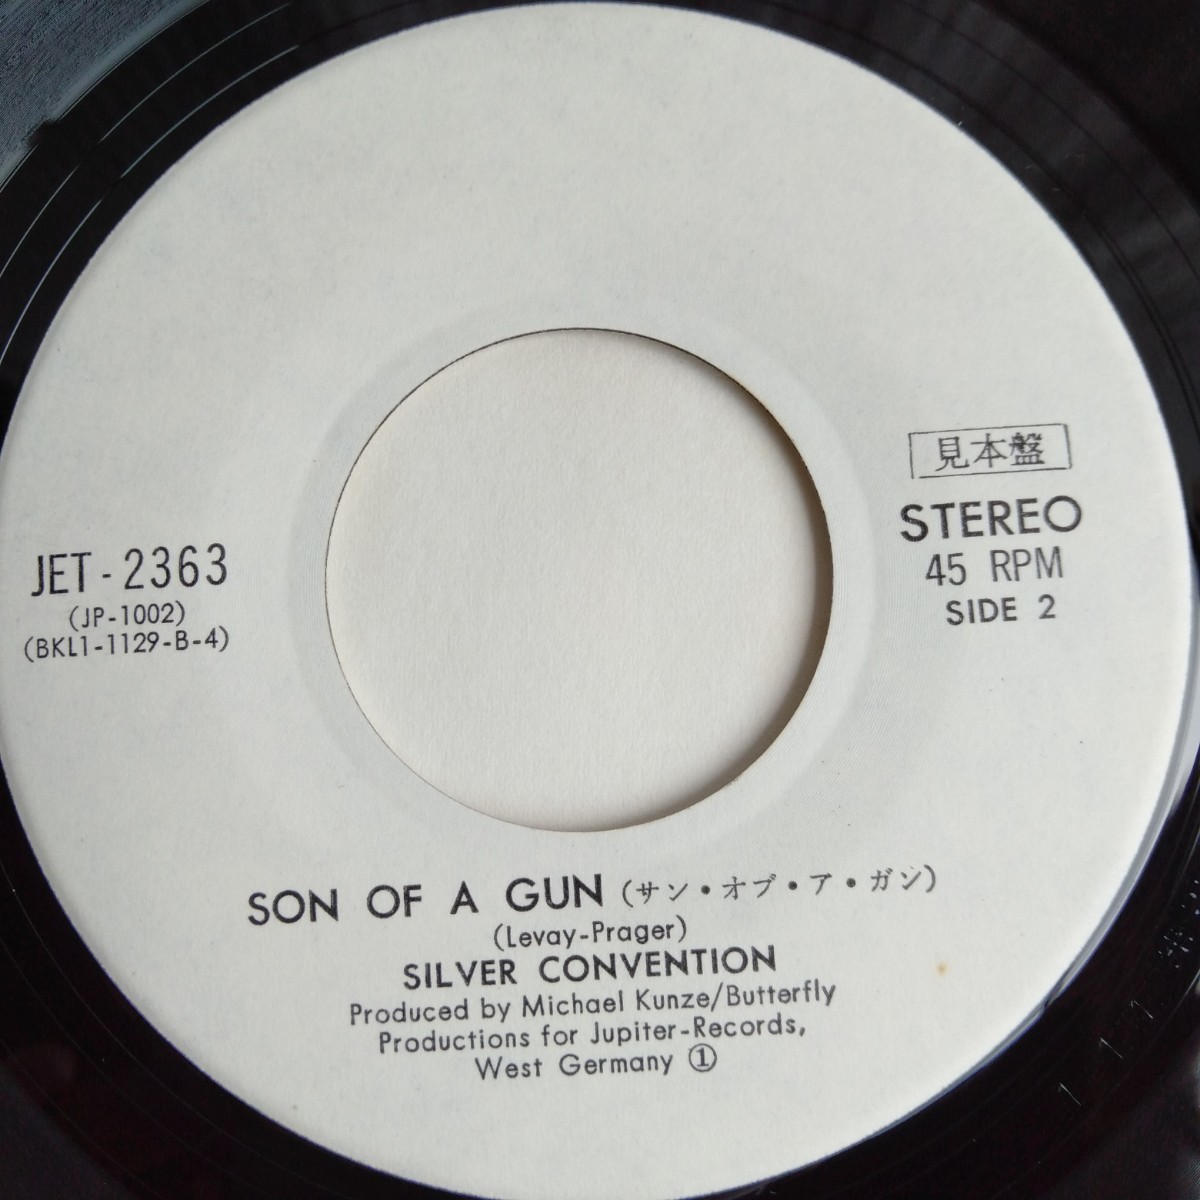 見本盤
STEREO
45 RPM
SIDE 2
JET-2363
(JP-1002)
(BKL1-1129-B-4)
SON OF A GUN (サン・オブ・ア・ガン)
(Levay-Prager)
SILVER CONVENTION
Produced by Michael Kunze/Butterfly
Productions for Jupiter-Records,
West Germany ①